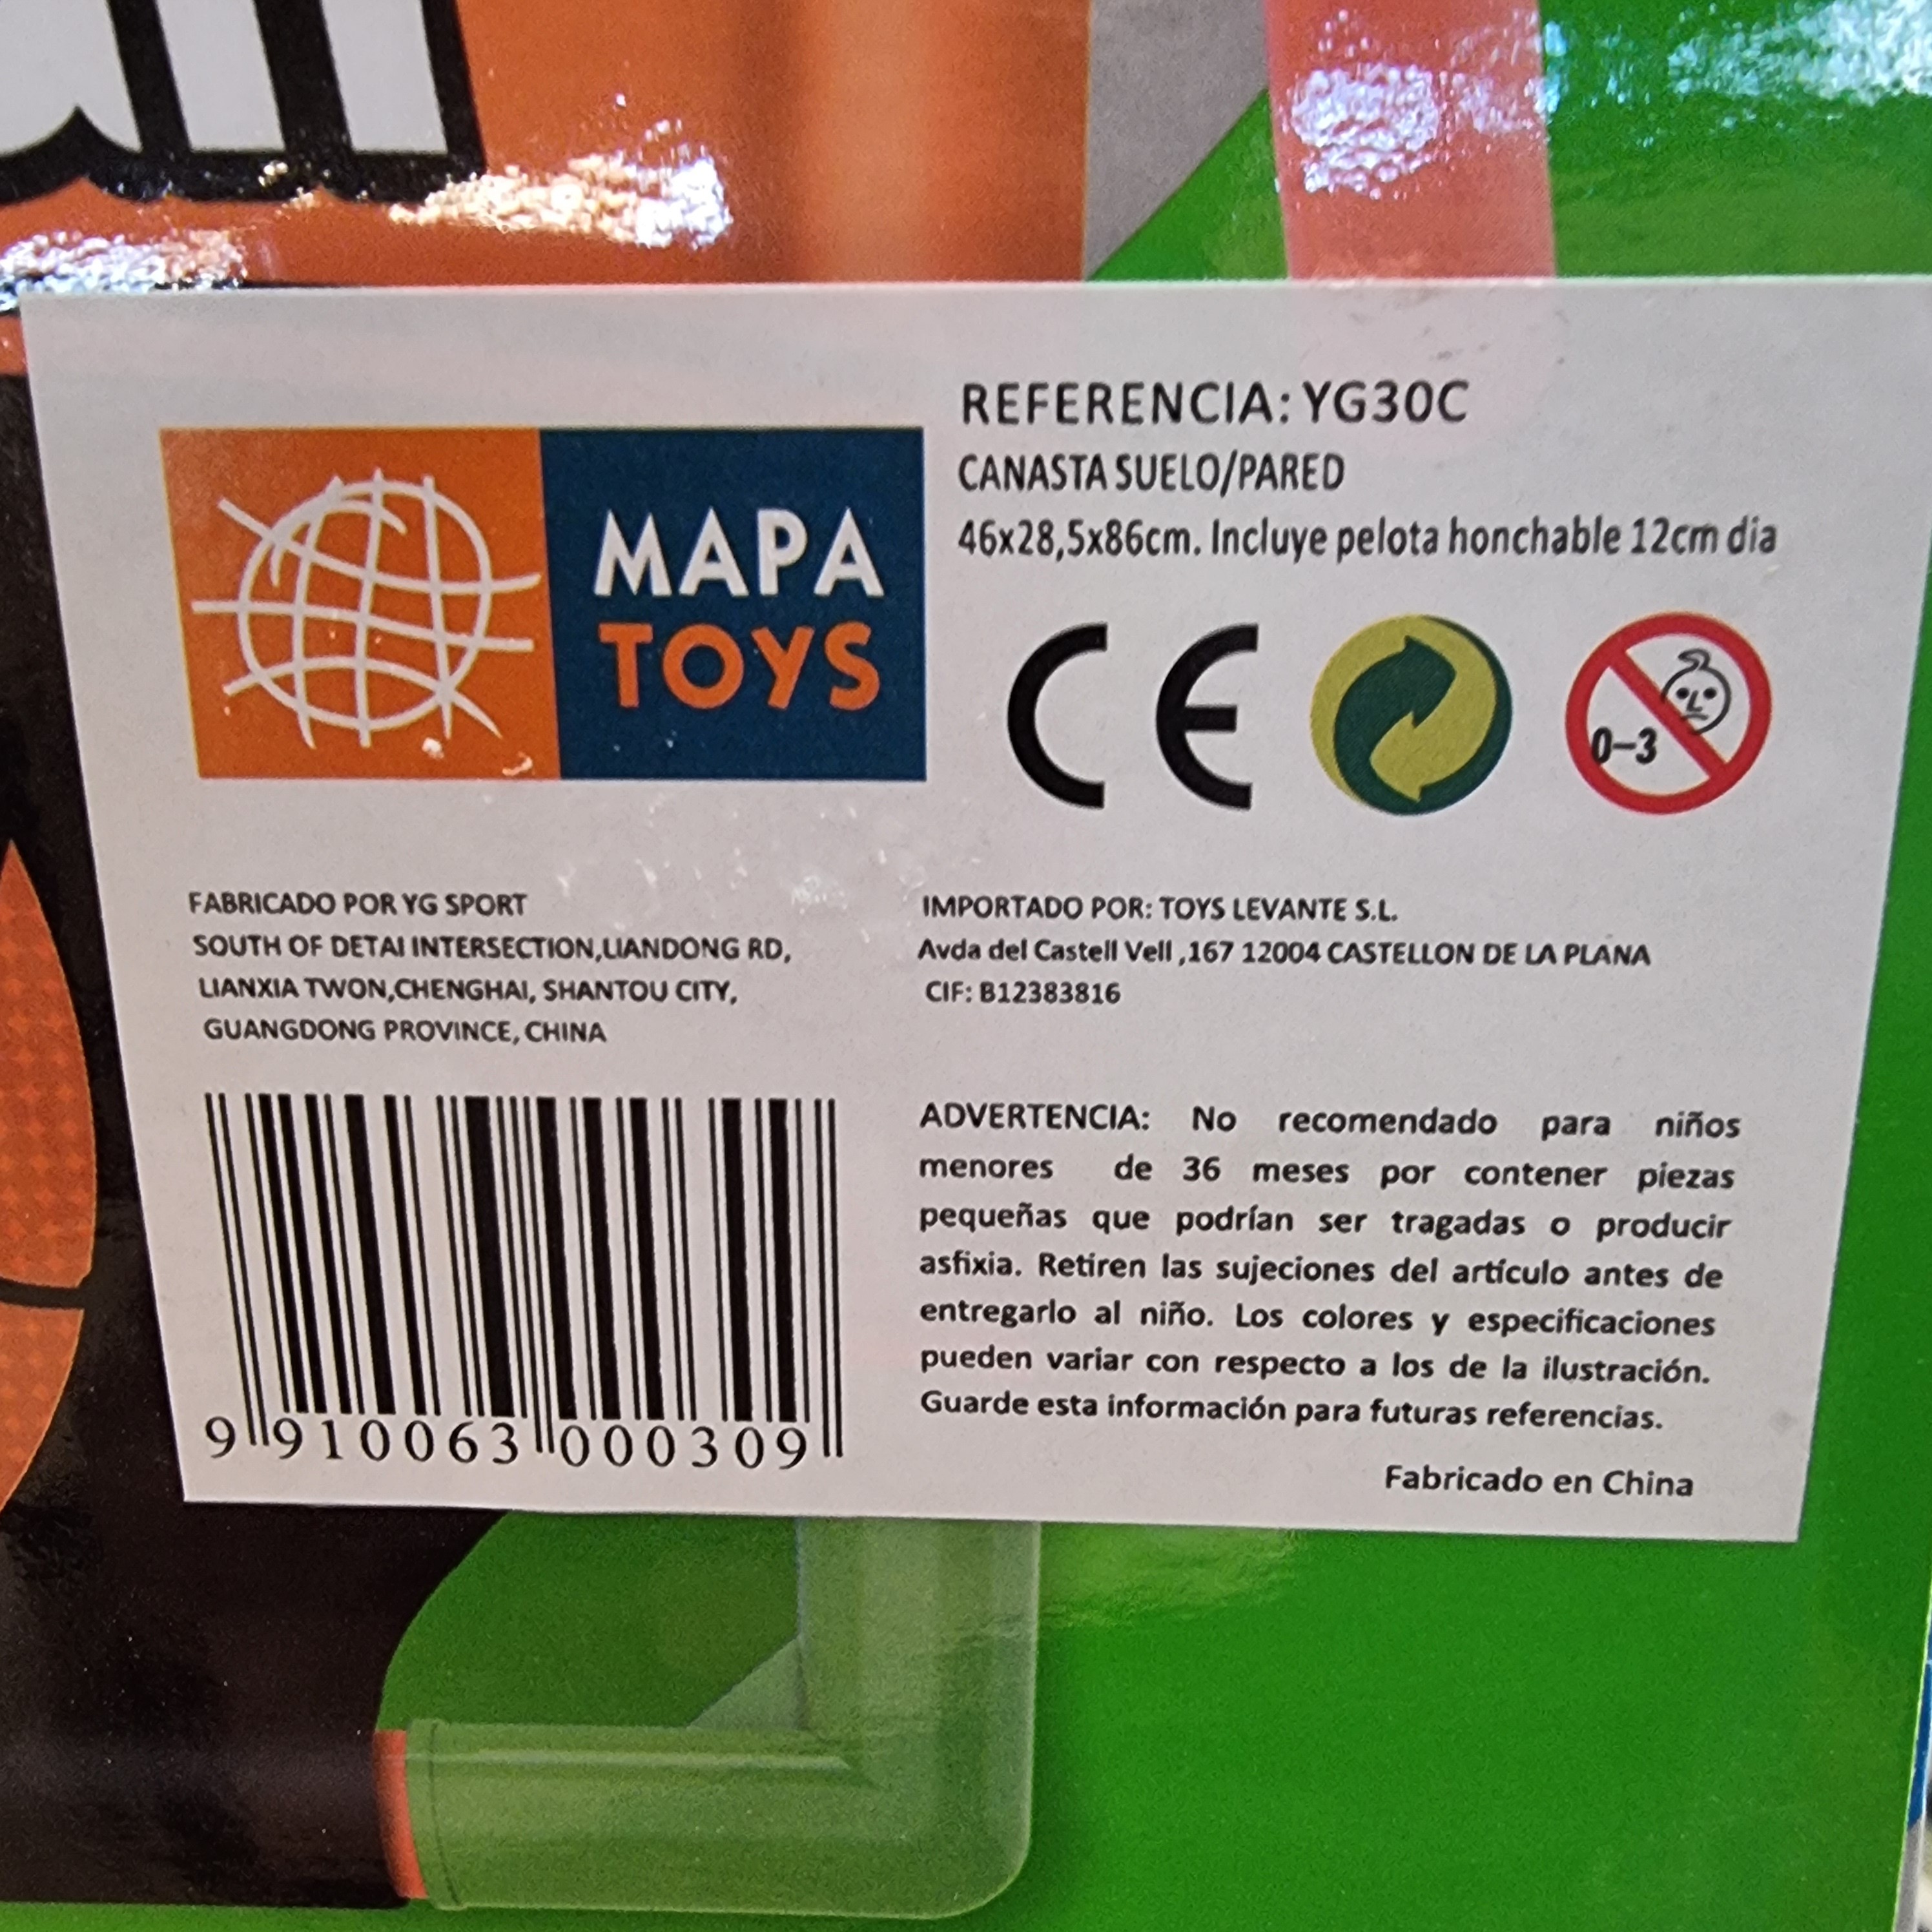 MAPA
TOYS
REFERENCIA: YG30C
CANASTA SUELO/PARED
46x28,5x86cm. Incluye pelota honchable 12cm dia
CE
0-3
FABRICADO POR YG SPORT
SOUTH OF DETAI INTERSECTION,LIANDONG RD,
LIANXIA TWON,CHENGHAI, SHANTOU CITY,
GUANGDONG PROVINCE, CHINA
IMPORTADO POR: TOYS LEVANTE S.L.
Avda del Castell Vell ,167 12004 CASTELLON DE LA PLANA
CIF: B12383816
9 910063 000309
ADVERTENCIA: No recomendado para niños
menores de 36 meses por contener piezas
pequeñas que podrían ser tragadas o producir
asfixia. Retiren las sujeciones del artículo antes de
entregarlo al niño. Los colores y especificaciones
pueden variar con respecto a los de la ilustración.
Guarde esta información para futuras referencias.
Fabricado en China